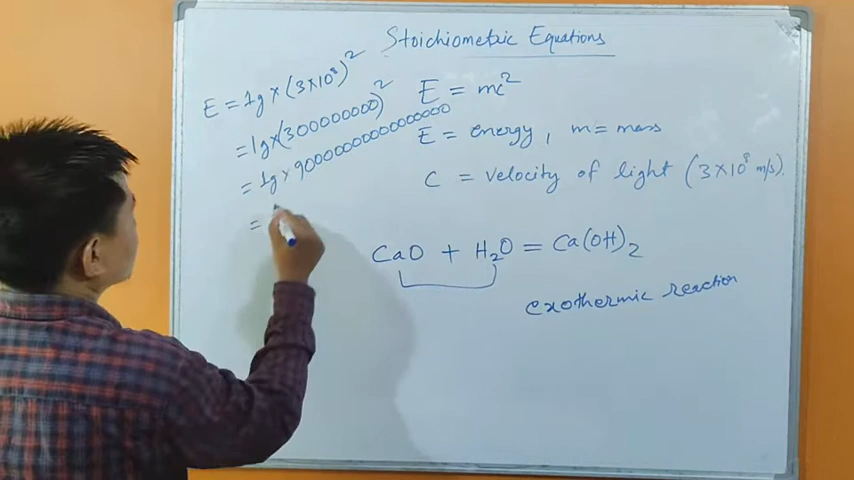 Stoichiometric Equations
E = 1g × (3×10⁸)²
= 1g×(300000000)²
= 1g × 90000000000000000
=
E = mc²
E = energy, m = mass
c = velocity of light (3×10⁸ m/s).
CaO + H₂O = Ca(OH)₂
exothermic reaction